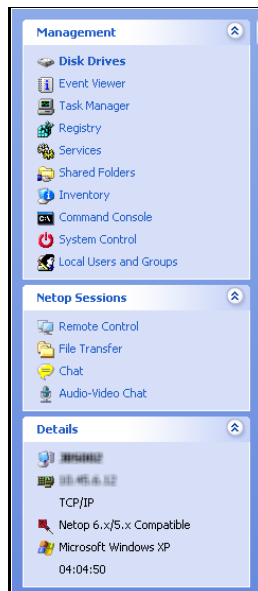 Management
Disk Drives
Event Viewer
Task Manager
Registry
Services
Shared Folders
Inventory
Command Console
System Control
Local Users and Groups
Netop Sessions
Remote Control
File Transfer
Chat
Audio-Video Chat
Details
TCP/IP
Netop 6.x/5.x Compatible
Microsoft Windows XP
04:04:50